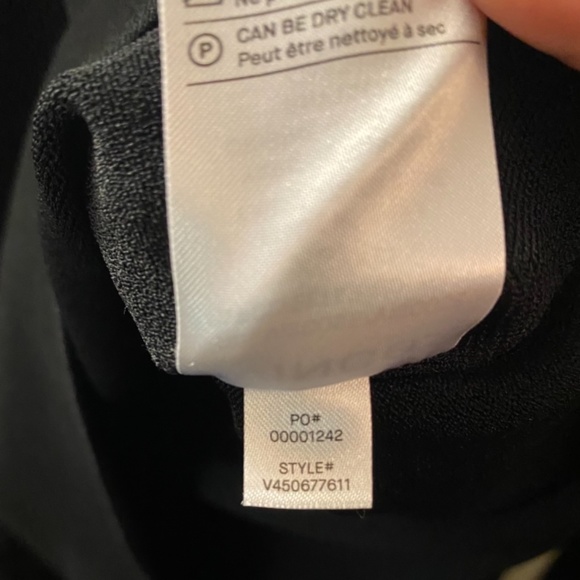 CAN BE DRY CLEAN
P
Peut être nettoyé à sec
PO#
00001242
STYLE#
V450677611